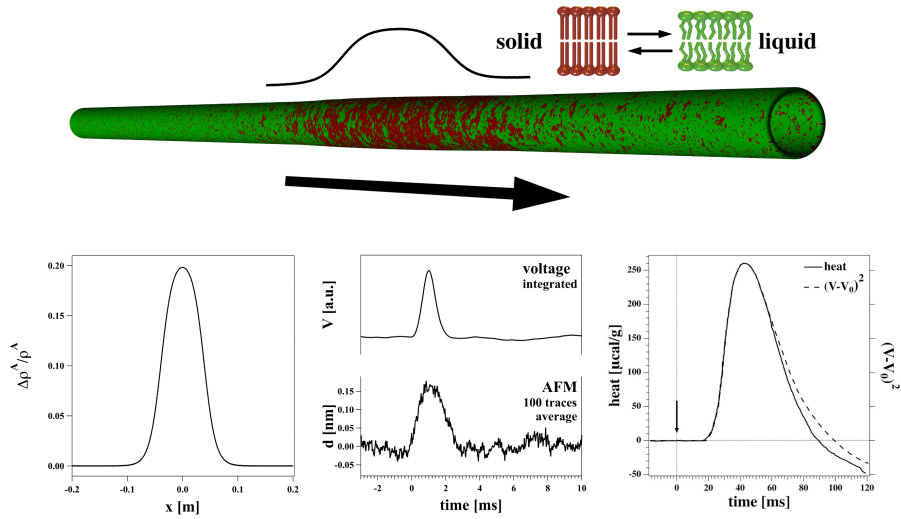 solid
liquid
0.20
0.15
0.10
0.05
0.00
Δρᴬ/ρᴬ
-0.2
-0.1
0.0
0.1
0.2
x [m]
voltage
integrated
V [a.u.]
AFM
100 traces
average
0.15
0.10
0.05
0.00
-0.05
d [nm]
-2
0
2
4
6
8
10
time [ms]
heat
(V-V₀)²
250
200
150
100
50
0
-50
heat [μcal/g]
(V-V₀)²
0
20
40
60
80
100
120
time [ms]